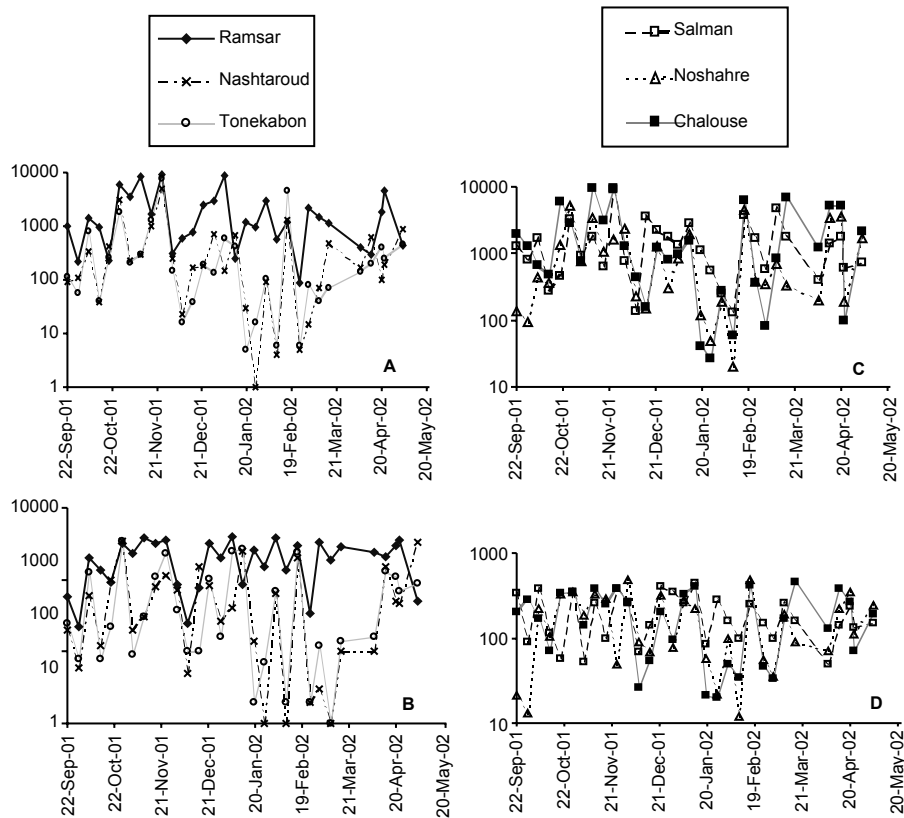 Ramsar
Nashtaroud
Tonekabon
Salman
Noshahre
Chalouse
10000
1000
100
10
1
A
22-Sep-01
22-Oct-01
21-Nov-01
21-Dec-01
20-Jan-02
19-Feb-02
21-Mar-02
20-Apr-02
20-May-02
10000
1000
100
10
C
22-Sep-01
22-Oct-01
21-Nov-01
21-Dec-01
20-Jan-02
19-Feb-02
21-Mar-02
20-Apr-02
20-May-02
10000
1000
100
10
1
B
22-Sep-01
22-Oct-01
21-Nov-01
21-Dec-01
20-Jan-02
19-Feb-02
21-Mar-02
20-Apr-02
20-May-02
1000
100
10
D
22-Sep-01
22-Oct-01
21-Nov-01
21-Dec-01
20-Jan-02
19-Feb-02
21-Mar-02
20-Apr-02
20-May-02